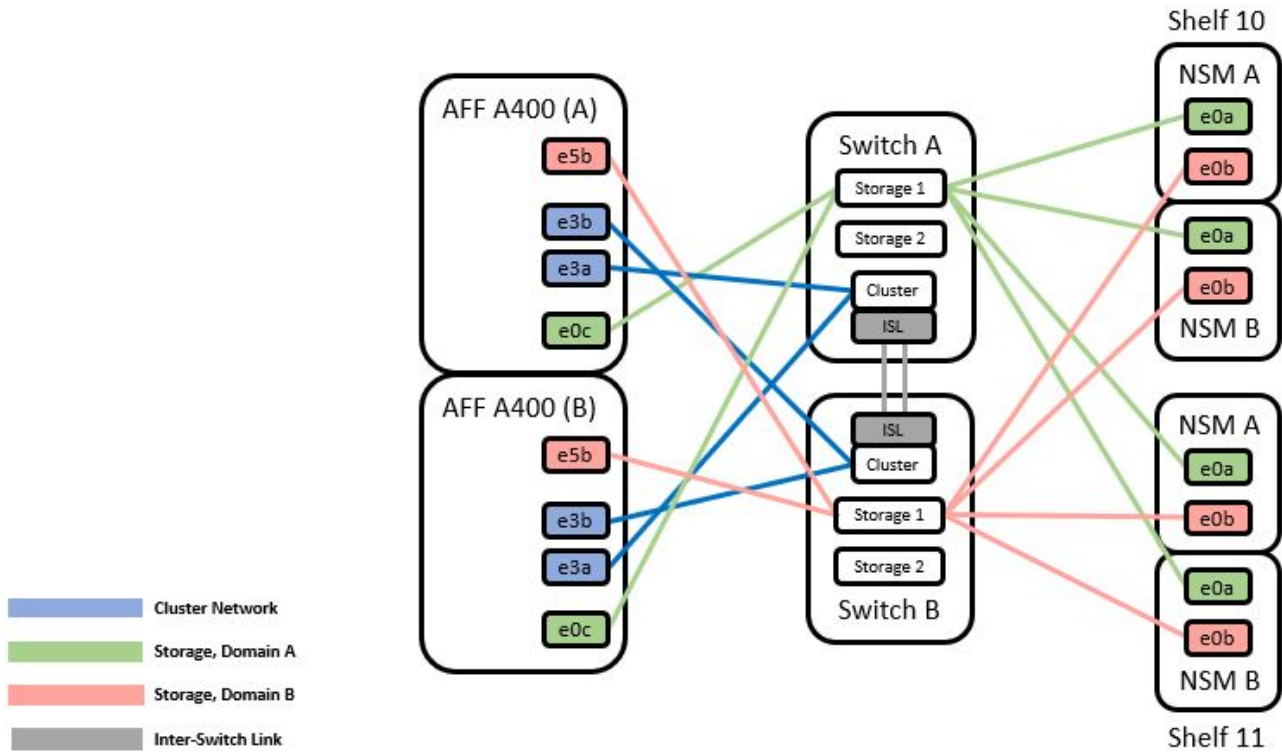 Shelf 10
AFF A400 (A)
e5b
e3b
e3a
e0c
AFF A400 (B)
e5b
e3b
e3a
e0c
Switch A
Storage 1
Storage 2
Cluster
ISL
ISL
Cluster
Storage 1
Storage 2
Switch B
NSM A
e0a
e0b
e0a
e0b
NSM B
NSM A
e0a
e0b
e0a
e0b
NSM B
Shelf 11
Cluster Network
Storage, Domain A
Storage, Domain B
Inter-Switch Link